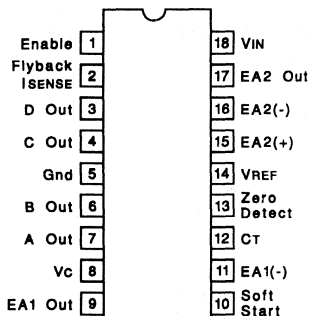 Enable 1 18 VIN
Flyback ISENSE 2 17 EA2 Out
D Out 3 16 EA2(-)
C Out 4 15 EA2(+)
Gnd 5 14 VREF
B Out 6 13 Zero Detect
A Out 7 12 CT
Vc 8 11 EA1(-)
EA1 Out 9 10 Soft Start